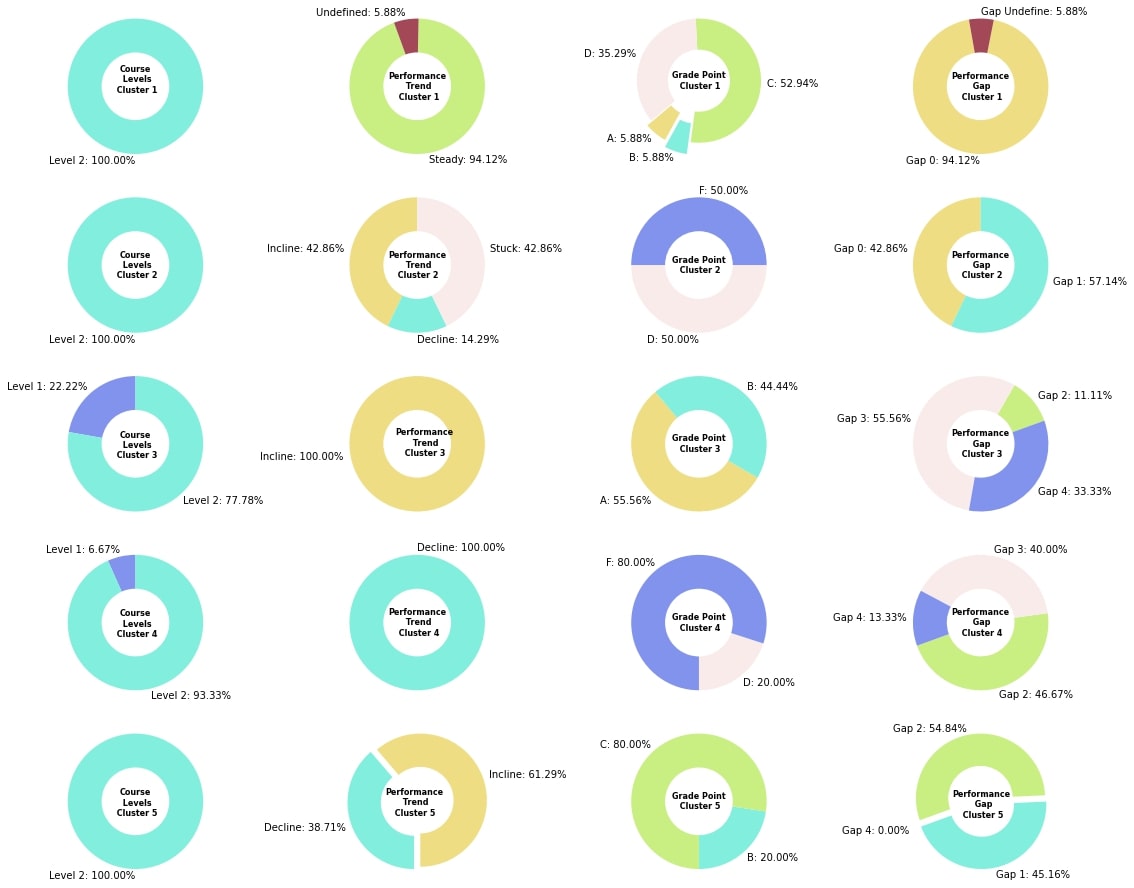 Course
Levels
Cluster 1
Level 2: 100.00%
Undefined: 5.88%
Performance
Trend
Cluster 1
Steady: 94.12%
D: 35.29%
Grade Point
Cluster 1
C: 52.94%
A: 5.88%
B: 5.88%
Gap Undefine: 5.88%
Performance
Gap
Cluster 1
Gap 0: 94.12%
Course
Levels
Cluster 2
Level 2: 100.00%
Incline: 42.86%
Performance
Trend
Cluster 2
Stuck: 42.86%
Decline: 14.29%
F: 50.00%
Grade Point
Cluster 2
D: 50.00%
Gap 0: 42.86%
Performance
Gap
Cluster 2
Gap 1: 57.14%
Level 1: 22.22%
Course
Levels
Cluster 3
Level 2: 77.78%
Performance
Trend
Cluster 3
Incline: 100.00%
B: 44.44%
Grade Point
Cluster 3
A: 55.56%
Gap 2: 11.11%
Gap 3: 55.56%
Performance
Gap
Cluster 3
Gap 4: 33.33%
Level 1: 6.67%
Course
Levels
Cluster 4
Level 2: 93.33%
Decline: 100.00%
Performance
Trend
Cluster 4
F: 80.00%
Grade Point
Cluster 4
D: 20.00%
Gap 3: 40.00%
Gap 4: 13.33%
Performance
Gap
Cluster 4
Gap 2: 46.67%
Course
Levels
Cluster 5
Level 2: 100.00%
Incline: 61.29%
Performance
Trend
Cluster 5
Decline: 38.71%
C: 80.00%
Grade Point
Cluster 5
B: 20.00%
Gap 2: 54.84%
Performance
Gap
Cluster 5
Gap 4: 0.00%
Gap 1: 45.16%